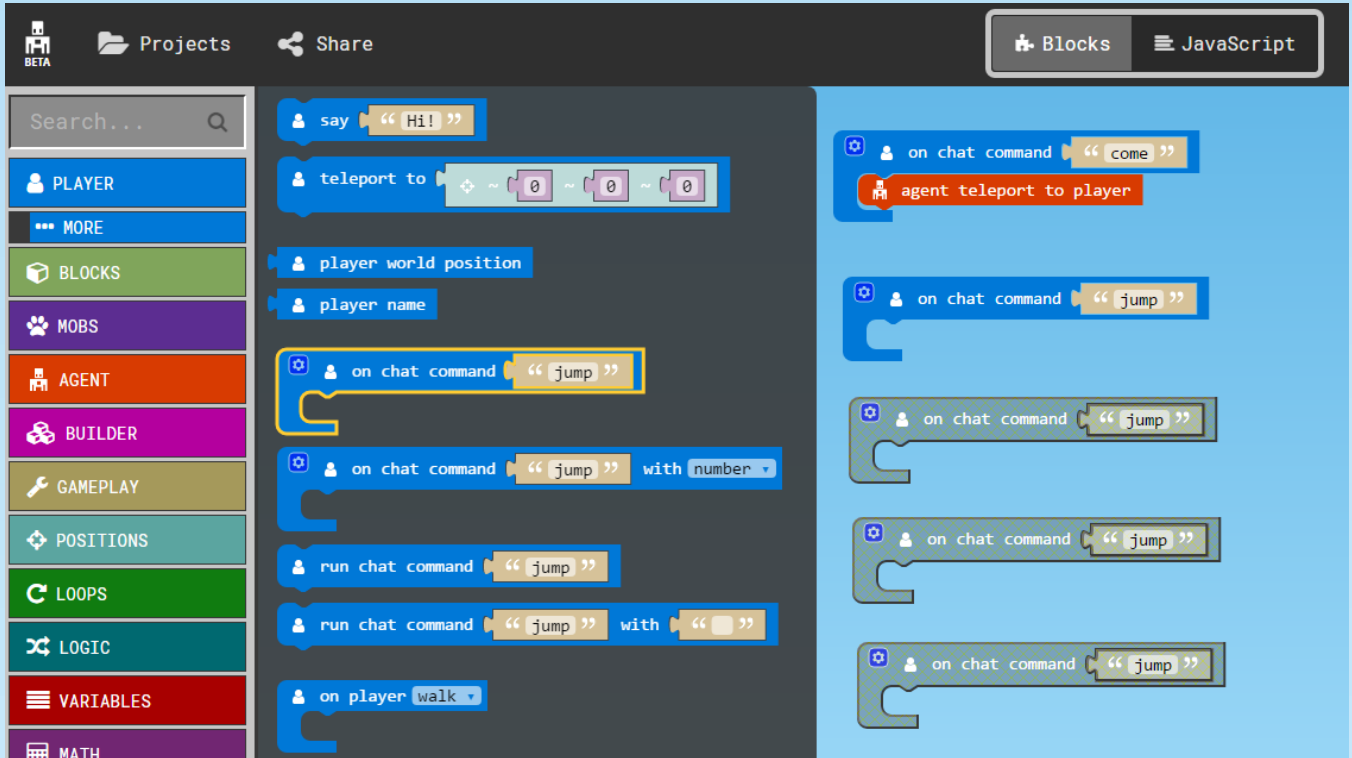 BETA
Projects
Share
Blocks
JavaScript
Search...
PLAYER
MORE
BLOCKS
MOBS
AGENT
BUILDER
GAMEPLAY
POSITIONS
LOOPS
LOGIC
VARIABLES
MATH
say “ Hi! ”
teleport to ~ 0 ~ 0 ~ 0
player world position
player name
on chat command “ jump ”
on chat command “ jump ” with number
run chat command “ jump ”
run chat command “ jump ” with “ ”
on player walk
on chat command “ come ”
agent teleport to player
on chat command “ jump ”
on chat command “ jump ”
on chat command “ jump ”
on chat command “ jump ”